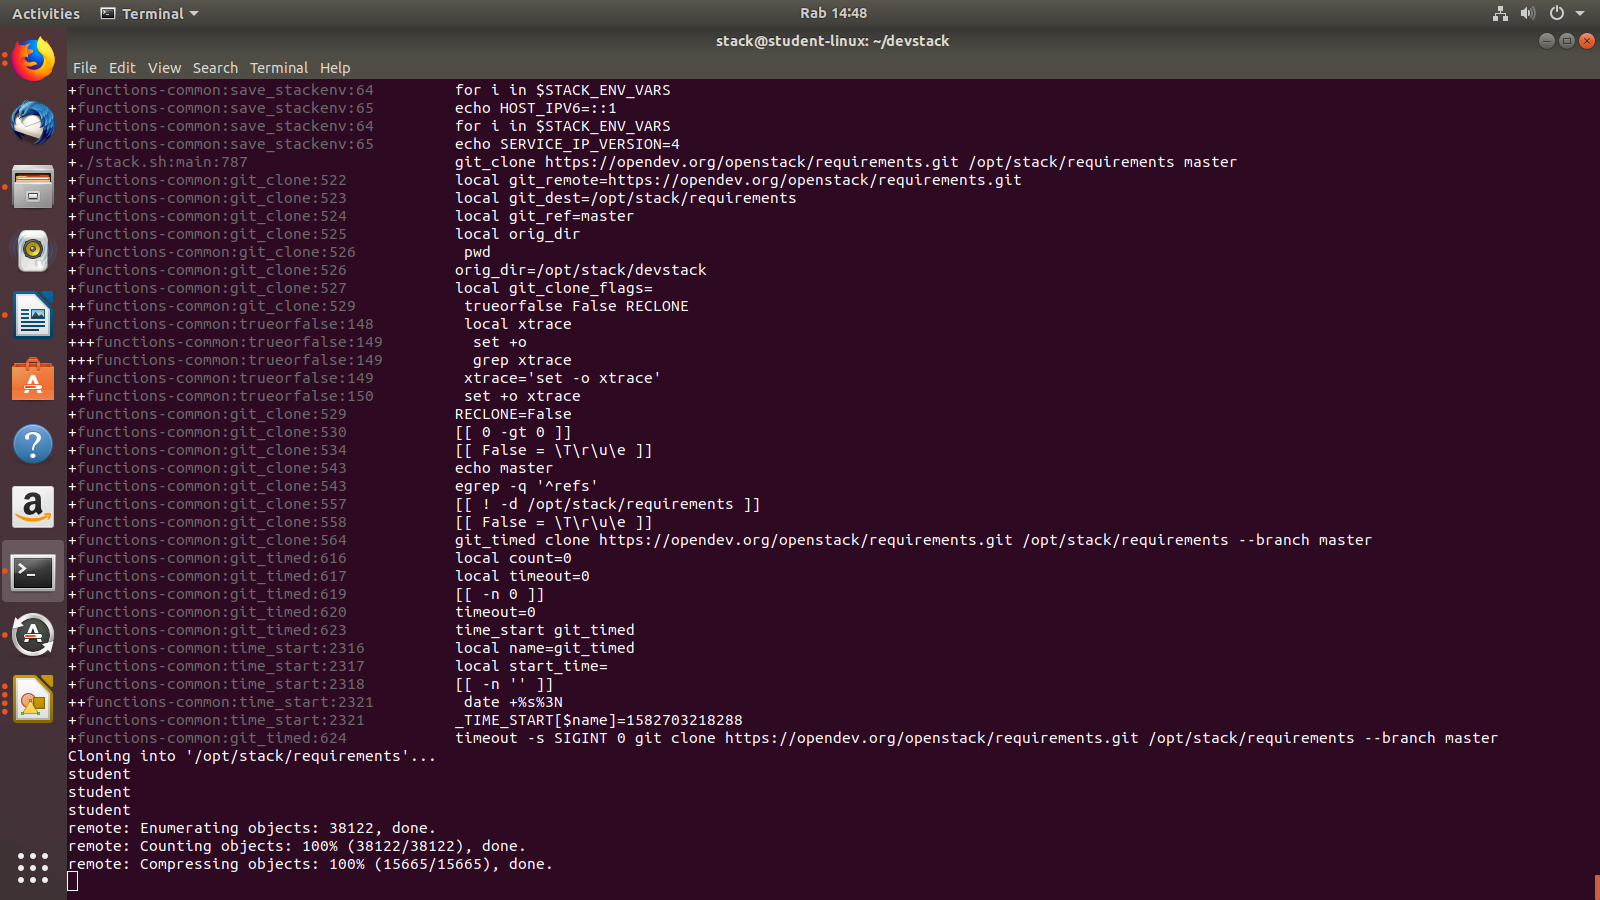 Activities Terminal Rab 14:48
stack@student-linux: ~/devstack
File Edit View Search Terminal Help
+functions-common:save_stackenv:64 for i in $STACK_ENV_VARS
+functions-common:save_stackenv:65 echo HOST_IPV6=::1
+functions-common:save_stackenv:64 for i in $STACK_ENV_VARS
+functions-common:save_stackenv:65 echo SERVICE_IP_VERSION=4
+./stack.sh:main:787 git_clone https://opendev.org/openstack/requirements.git /opt/stack/requirements master
+functions-common:git_clone:522 local git_remote=https://opendev.org/openstack/requirements.git
+functions-common:git_clone:523 local git_dest=/opt/stack/requirements
+functions-common:git_clone:524 local git_ref=master
+functions-common:git_clone:525 local orig_dir
++functions-common:git_clone:526 pwd
+functions-common:git_clone:526 orig_dir=/opt/stack/devstack
+functions-common:git_clone:527 local git_clone_flags=
++functions-common:git_clone:529 trueorfalse False RECLONE
++functions-common:trueorfalse:148 local xtrace
+++functions-common:trueorfalse:149 set +o
+++functions-common:trueorfalse:149 grep xtrace
++functions-common:trueorfalse:149 xtrace='set -o xtrace'
++functions-common:trueorfalse:150 set +o xtrace
+functions-common:git_clone:529 RECLONE=False
+functions-common:git_clone:530 [[ 0 -gt 0 ]]
+functions-common:git_clone:534 [[ False = \T\r\u\e ]]
+functions-common:git_clone:543 echo master
+functions-common:git_clone:543 egrep -q '^refs'
+functions-common:git_clone:557 [[ ! -d /opt/stack/requirements ]]
+functions-common:git_clone:558 [[ False = \T\r\u\e ]]
+functions-common:git_clone:564 git_timed clone https://opendev.org/openstack/requirements.git /opt/stack/requirements --branch master
+functions-common:git_timed:616 local count=0
+functions-common:git_timed:617 local timeout=0
+functions-common:git_timed:619 [[ -n 0 ]]
+functions-common:git_timed:620 timeout=0
+functions-common:git_timed:623 time_start git_timed
+functions-common:time_start:2316 local name=git_timed
+functions-common:time_start:2317 local start_time=
+functions-common:time_start:2318 [[ -n '' ]]
++functions-common:time_start:2321 date +%s%3N
+functions-common:time_start:2321 _TIME_START[$name]=1582703218288
+functions-common:git_timed:624 timeout -s SIGINT 0 git clone https://opendev.org/openstack/requirements.git /opt/stack/requirements --branch master
Cloning into '/opt/stack/requirements'...
student
student
student
remote: Enumerating objects: 38122, done.
remote: Counting objects: 100% (38122/38122), done.
remote: Compressing objects: 100% (15665/15665), done.